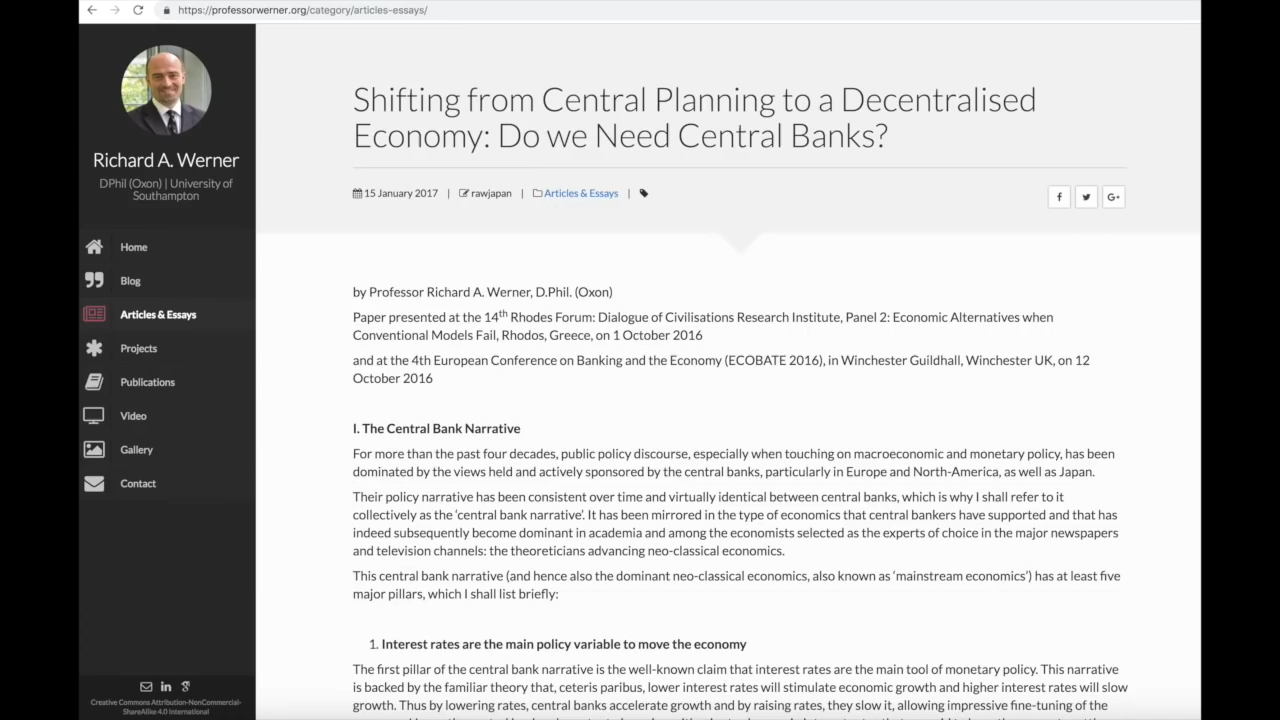 https://professorwerner.org/category/articles-essays/
Richard A. Werner
DPhil (Oxon) | University of
Southampton
Home
Blog
Articles & Essays
Projects
Publications
Video
Gallery
Contact
Creative Commons Attribution-NonCommercial-
ShareAlike 4.0 International
Shifting from Central Planning to a Decentralised
Economy: Do we Need Central Banks?
15 January 2017 | rawjapan | Articles & Essays |
f G+
by Professor Richard A. Werner, D.Phil. (Oxon)
Paper presented at the 14th Rhodes Forum: Dialogue of Civilisations Research Institute, Panel 2: Economic Alternatives when
Conventional Models Fail, Rhodos, Greece, on 1 October 2016
and at the 4th European Conference on Banking and the Economy (ECOBATE 2016), in Winchester Guildhall, Winchester UK, on 12
October 2016
I. The Central Bank Narrative
For more than the past four decades, public policy discourse, especially when touching on macroeconomic and monetary policy, has been
dominated by the views held and actively sponsored by the central banks, particularly in Europe and North-America, as well as Japan.
Their policy narrative has been consistent over time and virtually identical between central banks, which is why I shall refer to it
collectively as the ‘central bank narrative’. It has been mirrored in the type of economics that central bankers have supported and that has
indeed subsequently become dominant in academia and among the economists selected as the experts of choice in the major newspapers
and television channels: the theoreticians advancing neo-classical economics.
This central bank narrative (and hence also the dominant neo-classical economics, also known as ‘mainstream economics’) has at least five
major pillars, which I shall list briefly:
1. Interest rates are the main policy variable to move the economy
The first pillar of the central bank narrative is the well-known claim that interest rates are the main tool of monetary policy. This narrative
is backed by the familiar theory that, ceteris paribus, lower interest rates will stimulate economic growth and higher interest rates will slow
growth. Thus by lowering rates, central banks accelerate growth and by raising rates, they slow it, allowing impressive fine-tuning of the